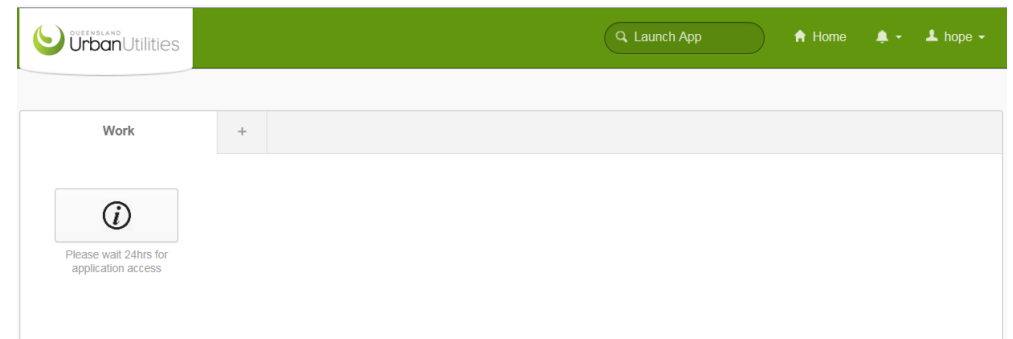 QUEENSLAND
UrbanUtilities
Launch App
Home
hope
Work
+
i
Please wait 24hrs for
application access